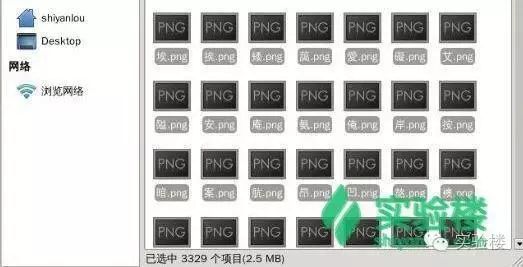 shiyanlou
Desktop
网络
浏览网络
PNG PNG PNG PNG PNG PNG PNG
埃.png 挨.png 矮.png 蔼.png 爱.png 碍.png 艾.png
PNG PNG PNG PNG PNG PNG PNG
隘.png 安.png 庵.png 氨.png 俺.png 岸.png 按.png
PNG PNG PNG PNG PNG PNG PNG
暗.png 案.png 肮.png 昂.png 凹.png .png .png
PNG PNG PNG PNG PNG PNG
实验楼
实验楼
已选中 3329 个项目(2.5 MB)